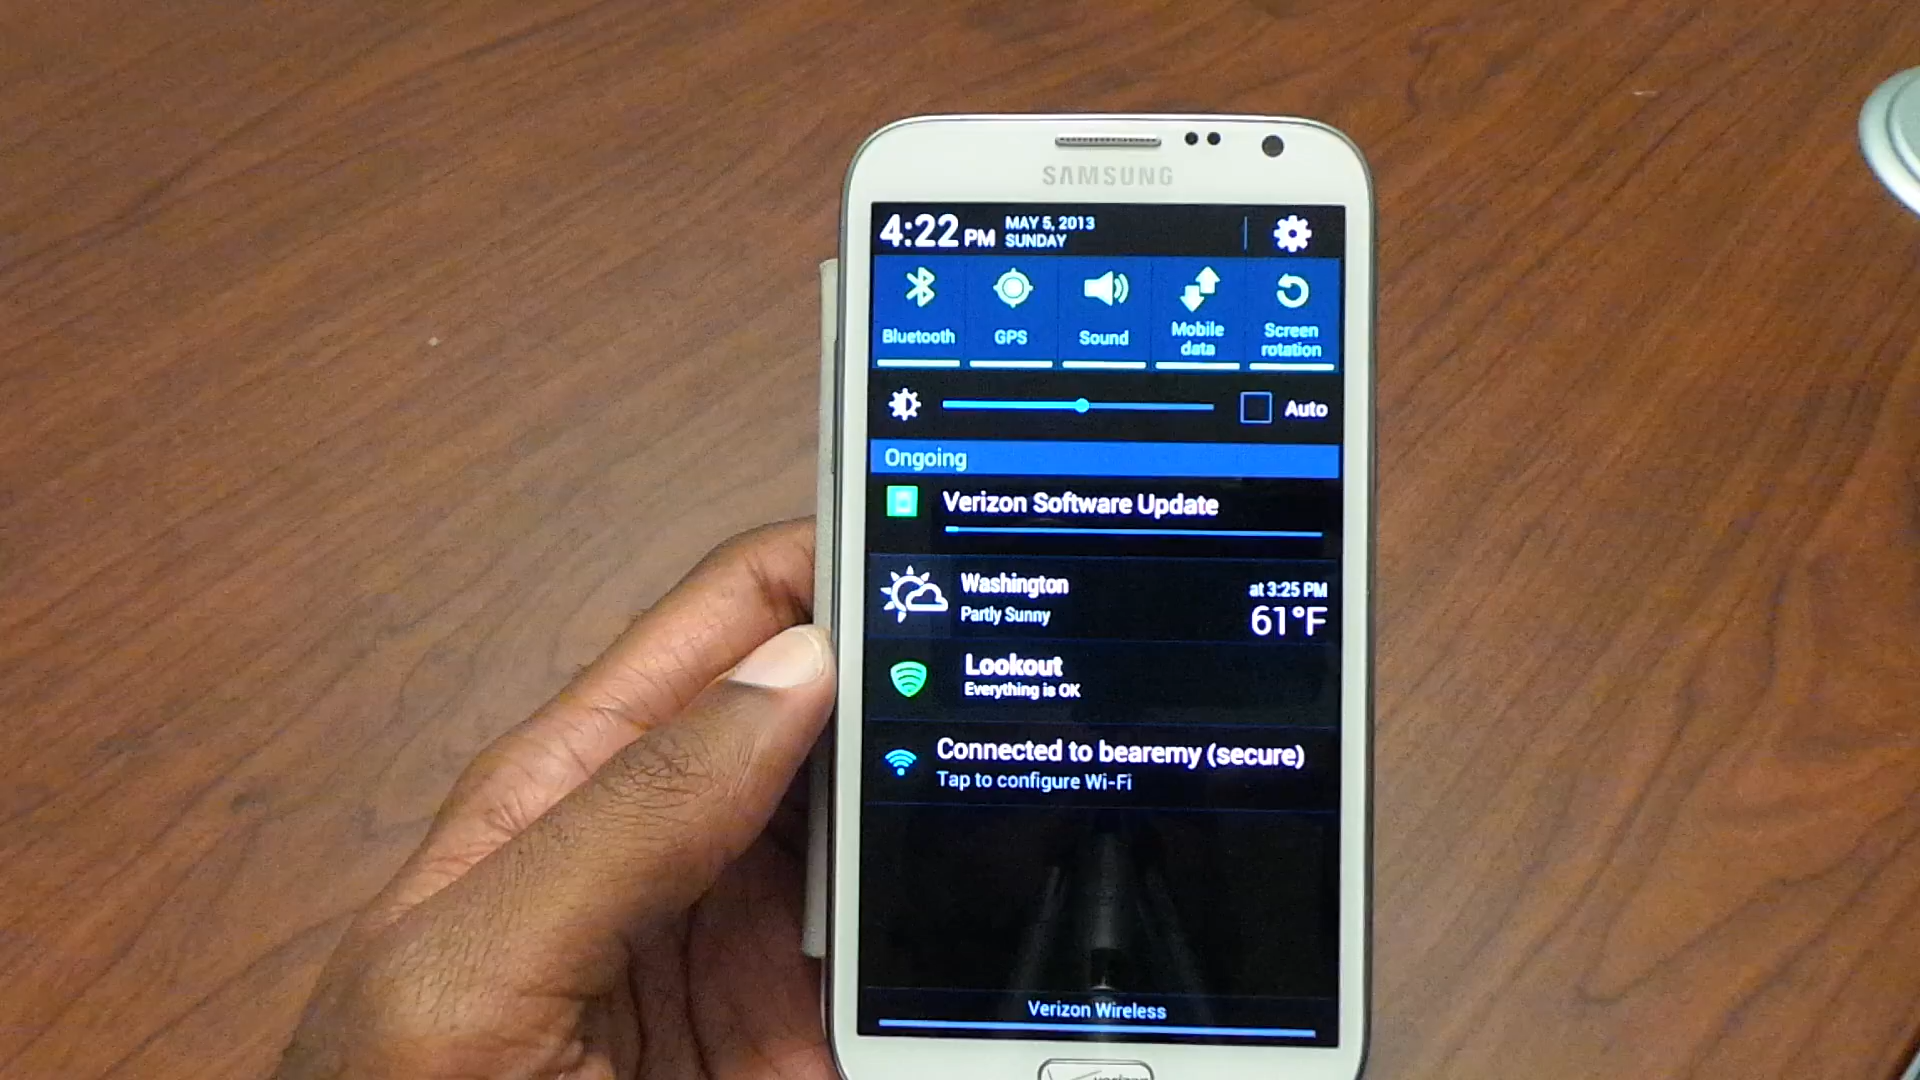 SAMSUNG
4:22 PM
MAY 5, 2013
SUNDAY
Bluetooth
GPS
Sound
Mobile
data
Screen
rotation
Auto
Ongoing
Verizon Software Update
Washington
at 3:25 PM
Partly Sunny
61°F
Lookout
Everything is OK
Connected to bearemy (secure)
Tap to configure Wi-Fi
Verizon Wireless
verizon